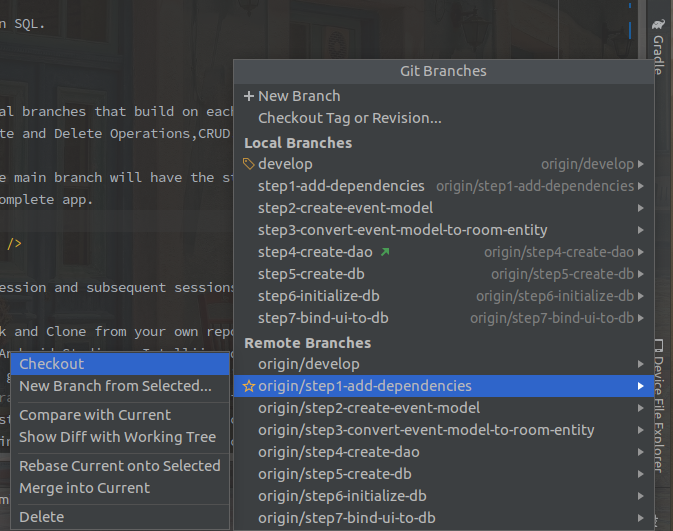 n SQL.
al branches that build on each
te and Delete Operations,CRUD
e main branch will have the s
omplete app.
/>
ession and subsequent sessions
k and Clone from your own repo
Git Branches
New Branch
Checkout Tag or Revision...
Local Branches
develop origin/develop
step1-add-dependencies origin/step1-add-dependencies
step2-create-event-model
step3-convert-event-model-to-room-entity
step4-create-dao origin/step4-create-dao
step5-create-db origin/step5-create-db
step6-initialize-db origin/step6-initialize-db
step7-bind-ui-to-db origin/step7-bind-ui-to-db
Remote Branches
origin/develop
origin/step1-add-dependencies
origin/step2-create-event-model
origin/step3-convert-event-model-to-room-entity
origin/step4-create-dao
origin/step5-create-db
origin/step6-initialize-db
origin/step7-bind-ui-to-db
Checkout
New Branch from Selected...
Compare with Current
Show Diff with Working Tree
Rebase Current onto Selected
Merge into Current
Delete
Gradle
Device File Explorer